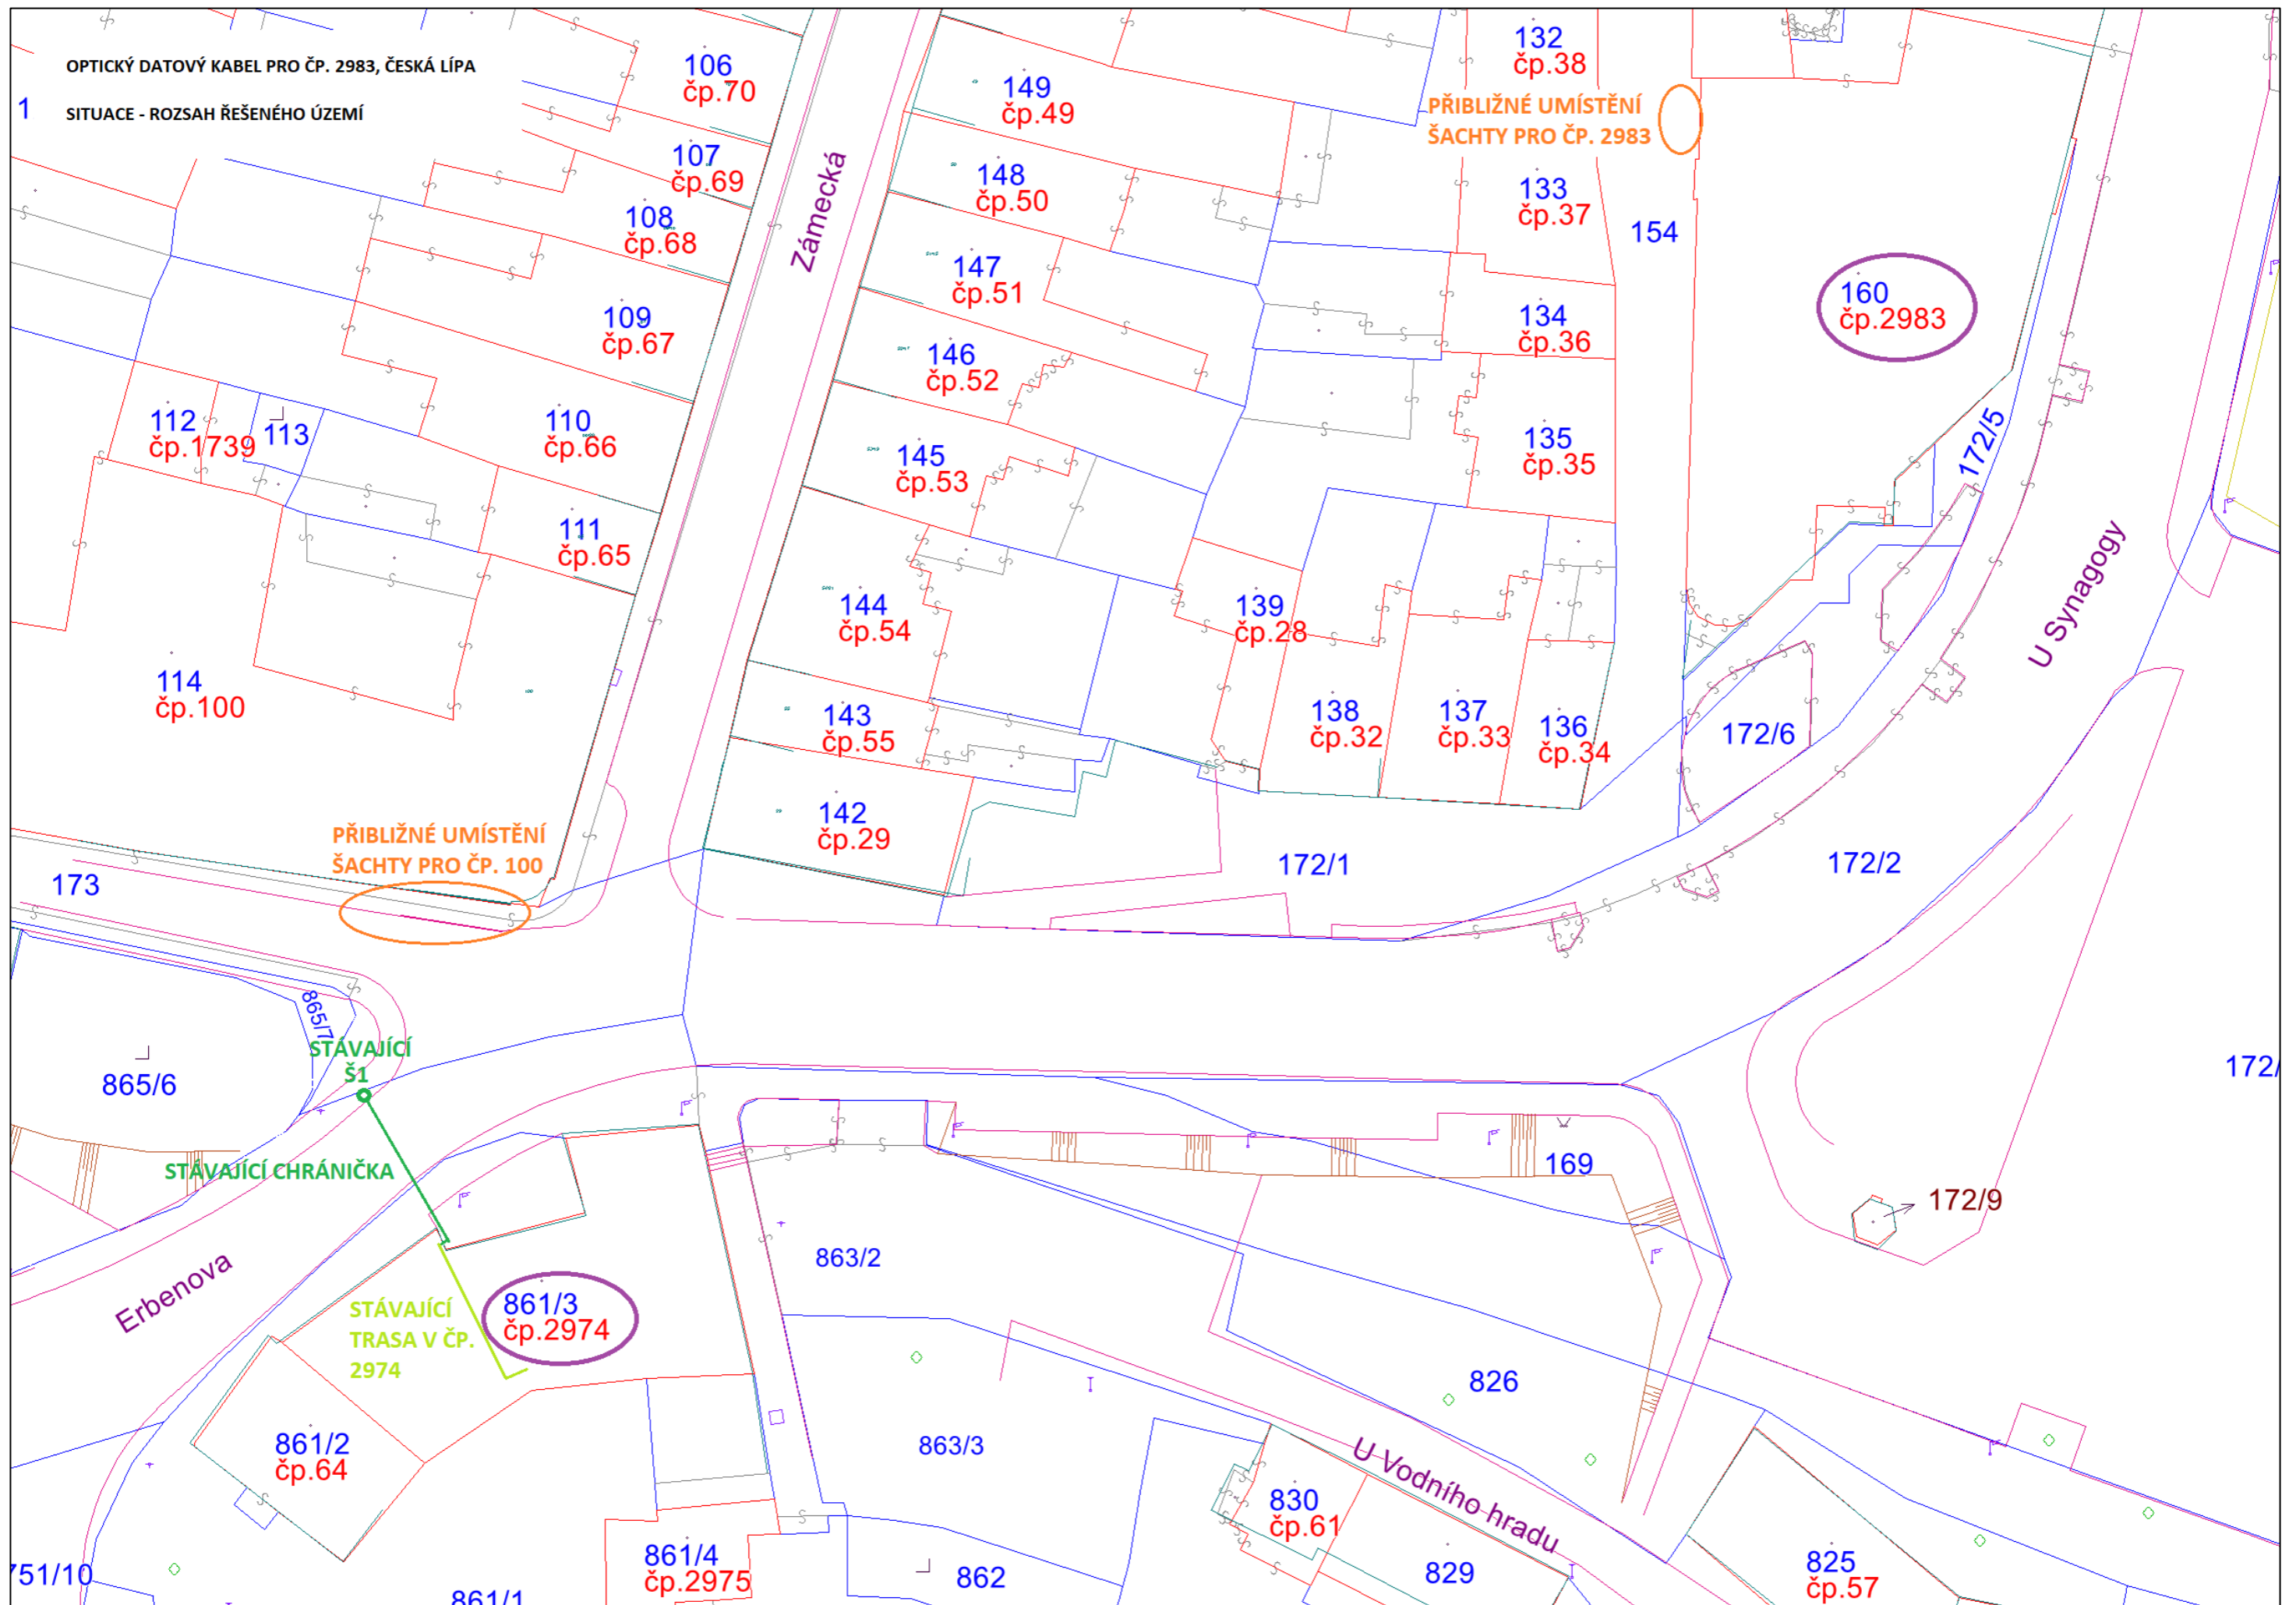 OPTICKÝ DATOVÝ KABEL PRO ČP. 2983, ČESKÁ LÍPA
SITUACE - ROZSAH ŘEŠENÉHO ÚZEMÍ
1
106
čp.70
107
čp.69
108
čp.68
109
čp.67
110
čp.66
111
čp.65
112
čp.1739
113
114
čp.100
Zámecká
149
čp.49
148
čp.50
147
čp.51
146
čp.52
145
čp.53
144
čp.54
143
čp.55
142
čp.29
132
čp.38
PŘIBLIŽNÉ UMÍSTĚNÍ
ŠACHTY PRO ČP. 2983
133
čp.37
154
134
čp.36
135
čp.35
139
čp.28
138
čp.32
137
čp.33
136
čp.34
160
čp.2983
172/5
U Synagogy
172/6
172/1
172/2
PŘIBLIŽNÉ UMÍSTĚNÍ
ŠACHTY PRO ČP. 100
173
865/7
865/6
STÁVAJÍCÍ
Š1
STÁVAJÍCÍ CHRÁNIČKA
Erbenova
STÁVAJÍCÍ
TRASA V ČP.
2974
861/3
čp.2974
861/2
čp.64
861/4
čp.2975
861/1
751/10
863/2
863/3
862
169
172/
172/9
826
U Vodního hradu
830
čp.61
829
825
čp.57